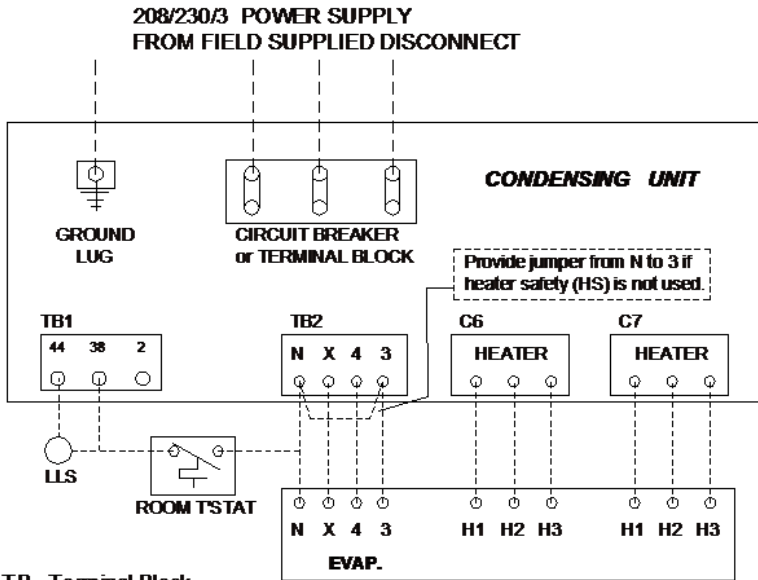 208/230/3 POWER SUPPLY
FROM FIELD SUPPLIED DISCONNECT
CONDENSING UNIT
GROUND
LUG
CIRCUIT BREAKER
or TERMINAL BLOCK
Provide jumper from N to 3 if
heater safety (HS) is not used.
TB1
TB2
C6
C7
44 38 2
N X 4 3
HEATER
HEATER
LLS
ROOM T'STAT
N X 4 3
H1 H2 H3
H1 H2 H3
EVAP.
TB - Terminal Block